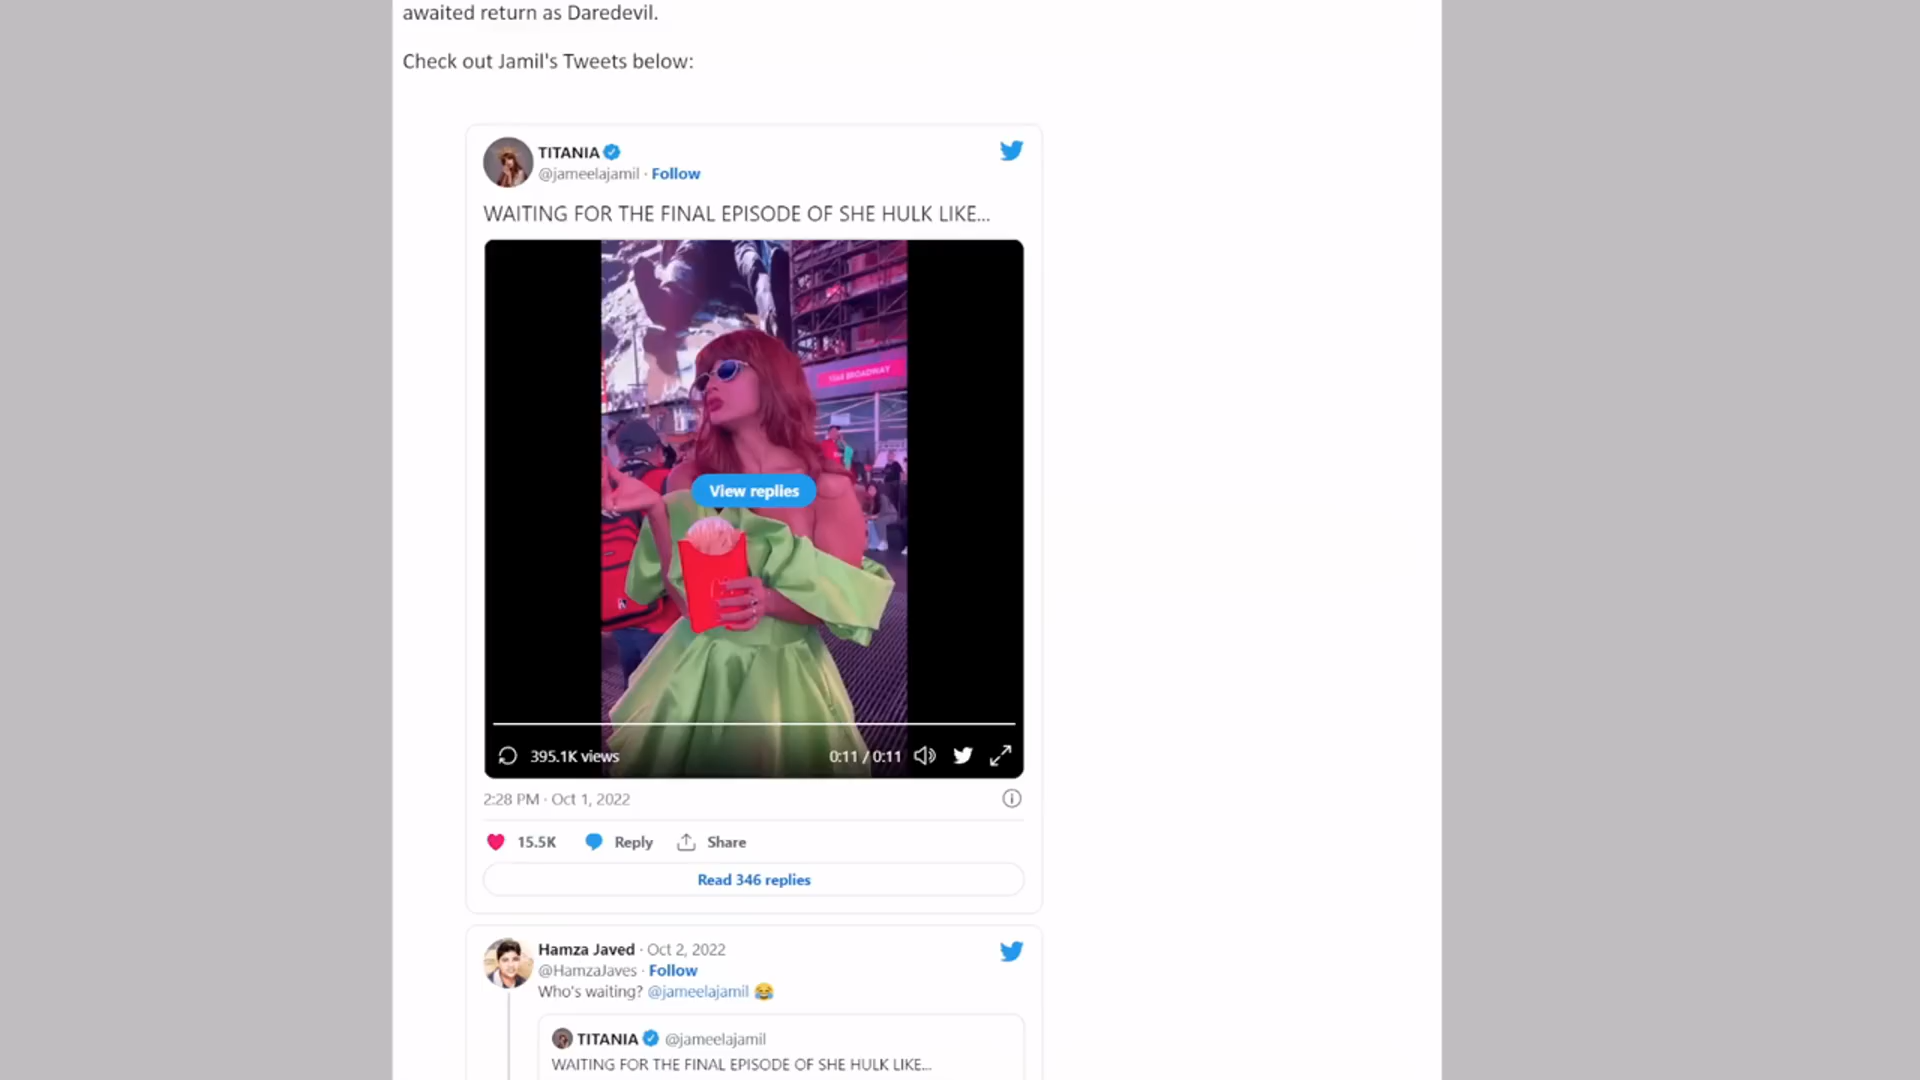 awaited return as Daredevil.
Check out Jamil's Tweets below:
TITANIA
@jameelajamil · Follow
WAITING FOR THE FINAL EPISODE OF SHE HULK LIKE...
1568 BROADWAY
View replies
395.1K views
0:11 / 0:11
2:28 PM · Oct 1, 2022
15.5K
Reply
Share
Read 346 replies
Hamza Javed · Oct 2, 2022
@HamzaJaves · Follow
Who's waiting? @jameelajamil 😂
TITANIA @jameelajamil
WAITING FOR THE FINAL EPISODE OF SHE HULK LIKE...